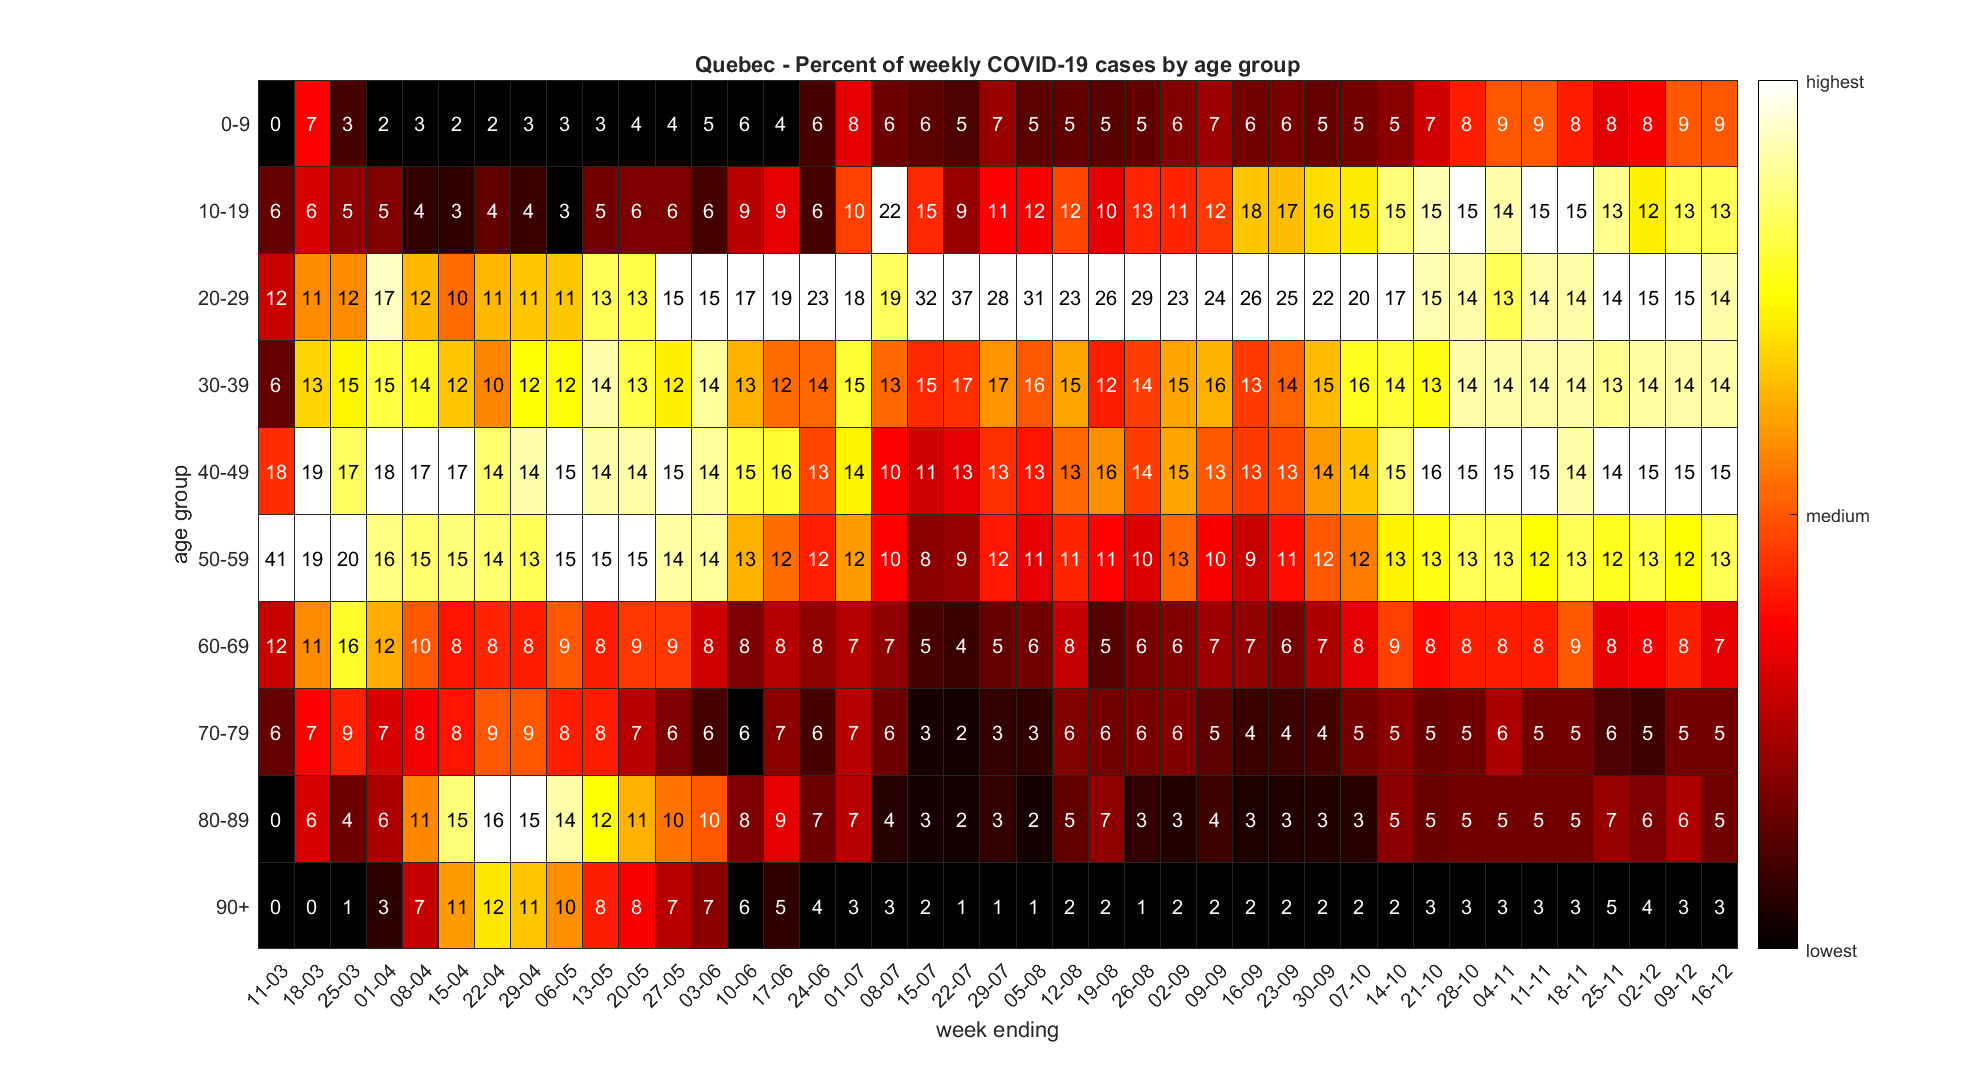 Quebec - Percent of weekly COVID-19 cases by age group
highest
0-9 0 7 3 2 3 2 2 3 3 3 4 4 5 6 4 6 8 6 6 5 7 5 5 5 5 6 7 6 6 5 5 5 7 8 9 9 8 8 8 9 9
10-19 6 6 5 5 4 3 4 4 3 5 6 6 6 9 9 6 10 22 15 9 11 12 12 10 13 11 12 18 17 16 15 15 15 15 14 15 15 13 12 13 13
20-29 12 11 12 17 12 10 11 11 11 13 13 15 15 17 19 23 18 19 32 37 28 31 23 26 29 23 24 26 25 22 20 17 15 14 13 14 14 14 15 15 14
30-39 6 13 15 15 14 12 10 12 12 14 13 12 14 13 12 14 15 13 15 17 17 16 15 12 14 15 16 13 14 15 16 14 13 14 14 14 14 13 14 14 14
40-49 18 19 17 18 17 17 14 14 15 14 14 15 14 15 16 13 14 10 11 13 13 13 13 16 14 15 13 13 13 14 14 15 16 15 15 15 14 14 15 15 15
medium
50-59 41 19 20 16 15 15 14 13 15 15 15 14 14 13 12 12 12 10 8 9 12 11 11 11 10 13 10 9 11 12 12 13 13 13 13 12 13 12 13 12 13
60-69 12 11 16 12 10 8 8 8 9 8 9 9 8 8 8 8 7 7 5 4 5 6 8 5 6 6 7 7 6 7 8 9 8 8 8 8 9 8 8 8 7
70-79 6 7 9 7 8 8 9 9 8 8 7 6 6 6 7 6 7 6 3 2 3 3 6 6 6 6 5 4 4 4 5 5 5 5 6 5 5 6 5 5 5
80-89 0 6 4 6 11 15 16 15 14 12 11 10 10 8 9 7 7 4 3 2 3 2 5 7 3 3 4 3 3 3 3 5 5 5 5 5 5 7 6 6 5
90+ 0 0 1 3 7 11 12 11 10 8 8 7 7 6 5 4 3 3 2 1 1 1 2 2 1 2 2 2 2 2 2 2 3 3 3 3 3 5 4 3 3
lowest
age group
11-03 18-03 25-03 01-04 08-04 15-04 22-04 29-04 06-05 13-05 20-05 27-05 03-06 10-06 17-06 24-06 01-07 08-07 15-07 22-07 29-07 05-08 12-08 19-08 26-08 02-09 09-09 16-09 23-09 30-09 07-10 14-10 21-10 28-10 04-11 11-11 18-11 25-11 02-12 09-12 16-12
week ending